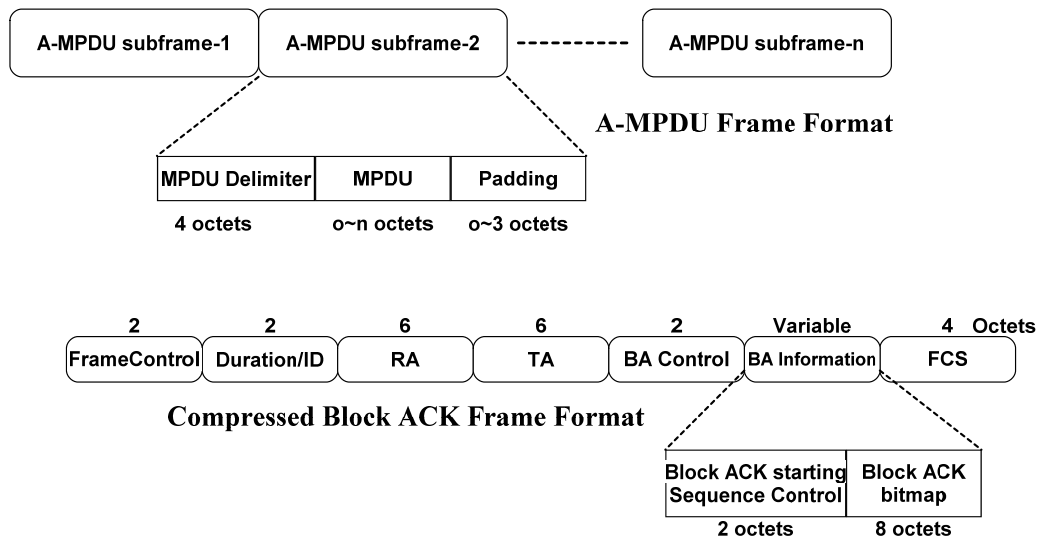 A-MPDU subframe-1 A-MPDU subframe-2 A-MPDU subframe-n
A-MPDU Frame Format
MPDU Delimiter MPDU Padding
4 octets o~n octets o~3 octets
2 2 6 6 2 Variable 4 Octets
FrameControl Duration/ID RA TA BA Control BA Information FCS
Compressed Block ACK Frame Format
Block ACK starting Block ACK
Sequence Control bitmap
2 octets 8 octets